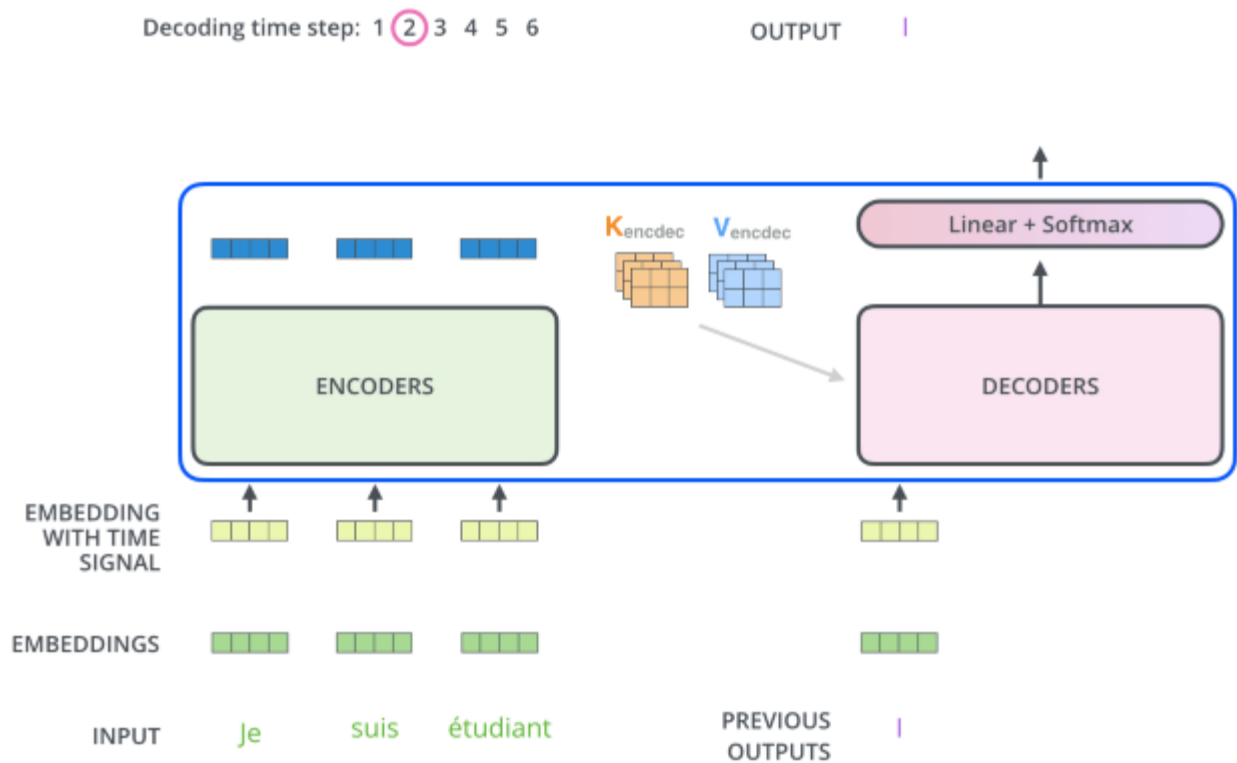 Decoding time step: 1 2 3 4 5 6
OUTPUT I
Kencdec Vencdec
Linear + Softmax
ENCODERS
DECODERS
EMBEDDING
WITH TIME
SIGNAL
EMBEDDINGS
INPUT Je suis étudiant
PREVIOUS
OUTPUTS
I